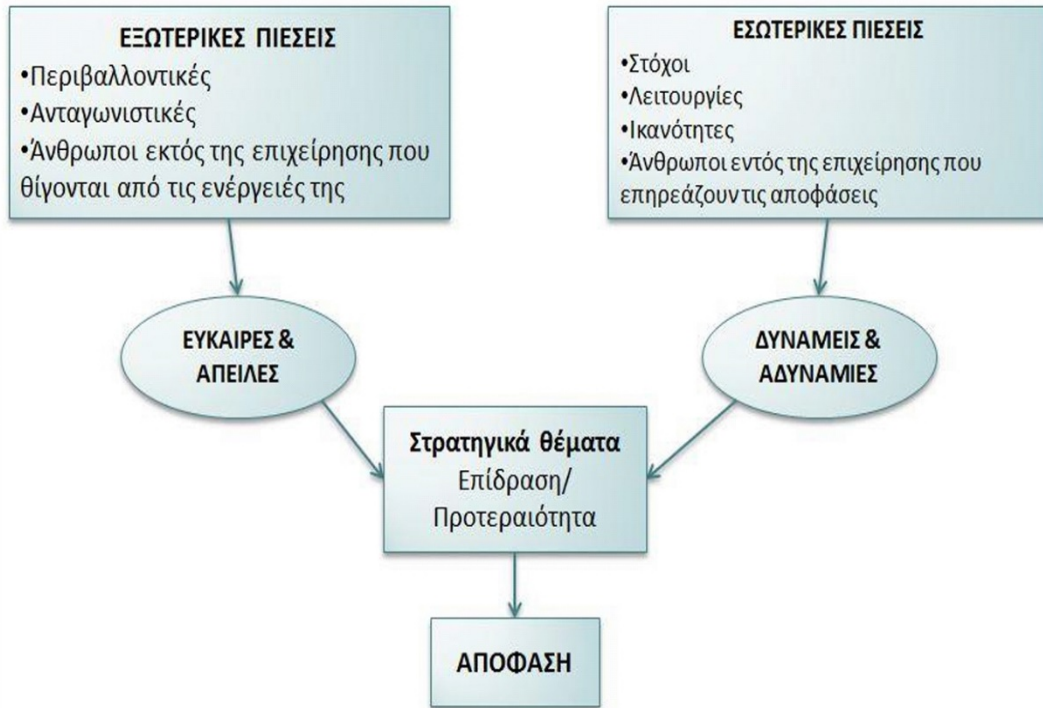 ΕΞΩΤΕΡΙΚΕΣ ΠΙΕΣΕΙΣ
•Περιβαλλοντικές
•Ανταγωνιστικές
•Άνθρωποι εκτός της επιχείρησης που
θίγονται από τις ενέργειές της
ΕΣΩΤΕΡΙΚΕΣ ΠΙΕΣΕΙΣ
•Στόχοι
•Λειτουργίες
•Ικανότητες
•Άνθρωποι εντός της επιχείρησης που
επηρεάζουν τις αποφάσεις
ΕΥΚΑΙΡΕΣ &
ΑΠΕΙΛΕΣ
ΔΥΝΑΜΕΙΣ &
ΑΔΥΝΑΜΙΕΣ
Στρατηγικά θέματα
Επίδραση/
Προτεραιότητα
ΑΠΟΦΑΣΗ